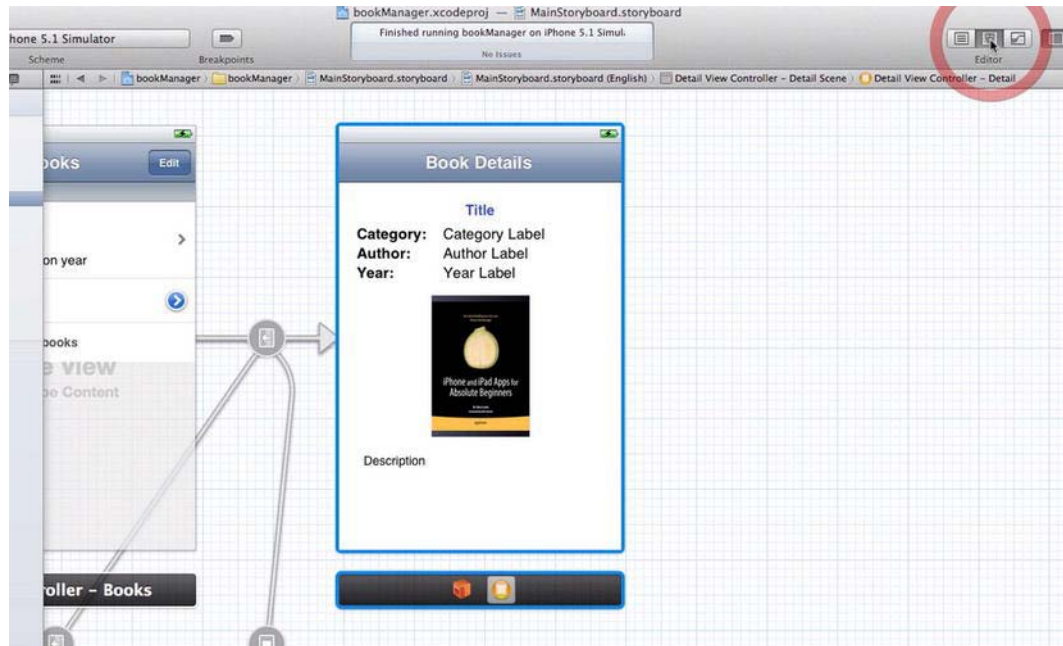 bookManager.xcodeproj — MainStoryboard.storyboard
hone 5.1 Simulator
Finished running bookManager on iPhone 5.1 Simul
No Issues
Scheme
Breakpoints
Editor
bookManager
bookManager
MainStoryboard.storyboard
MainStoryboard.storyboard (English)
Detail View Controller – Detail Scene
Detail View Controller – Detail
ooks
Edit
Book Details
Title
Category: Category Label
Author: Author Label
Year: Year Label
on year
books
e View
pe Content
iPhone and iPad Apps for
Absolute Beginners
Description
roller – Books